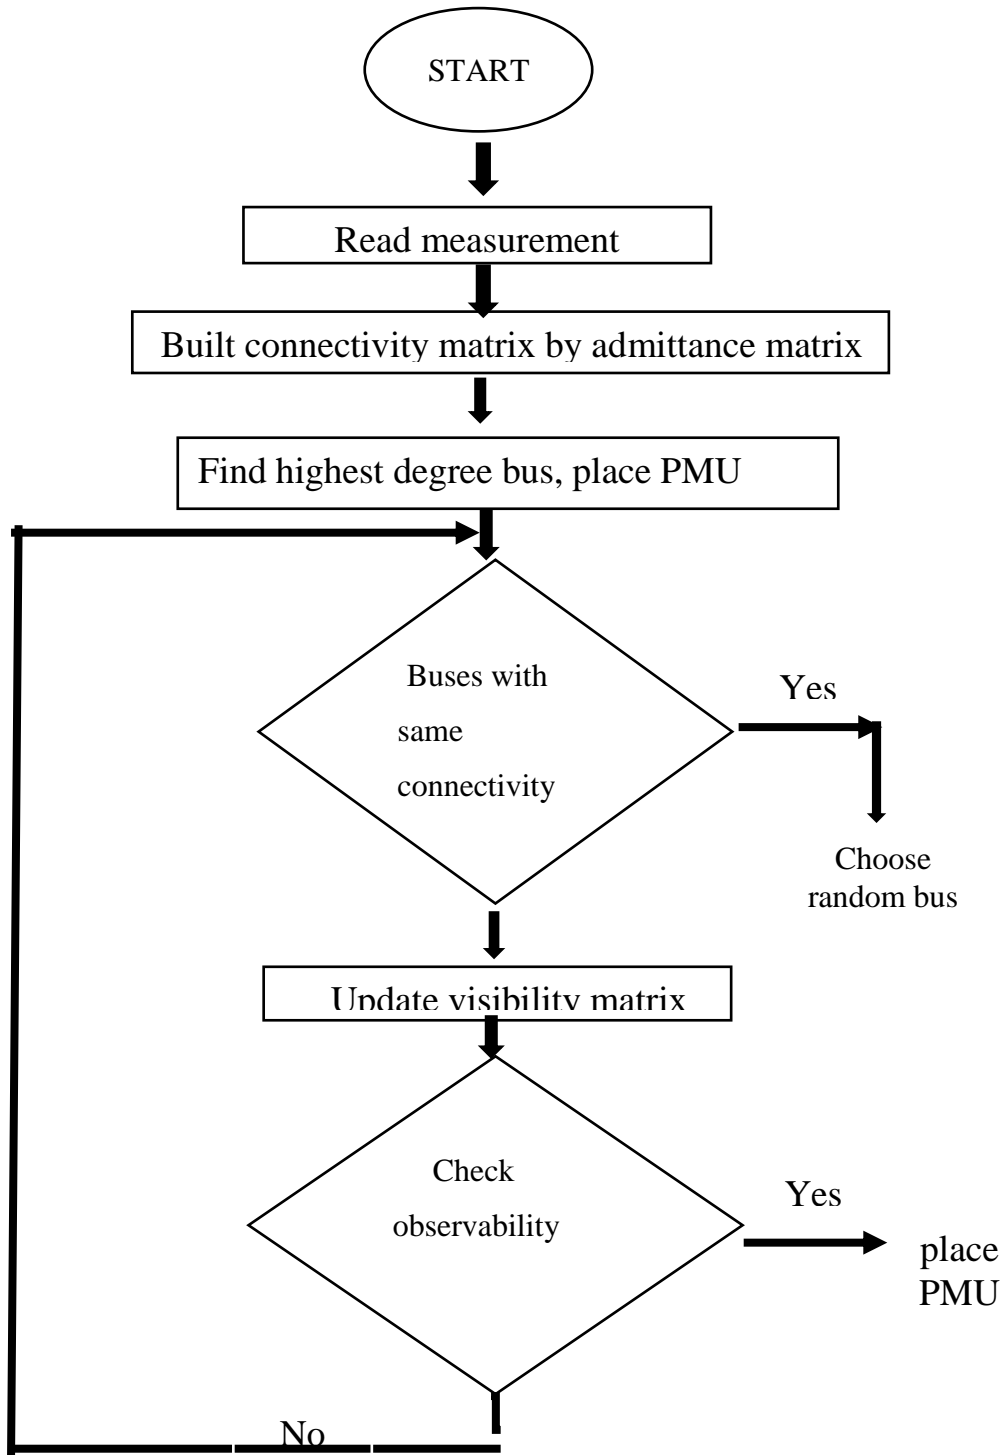 START
Read measurement
Built connectivity matrix by admittance matrix
Find highest degree bus, place PMU
Buses with
same
connectivity
Yes
Choose
random bus
Update visibility matrix
Check
observability
Yes
place
PMU
No